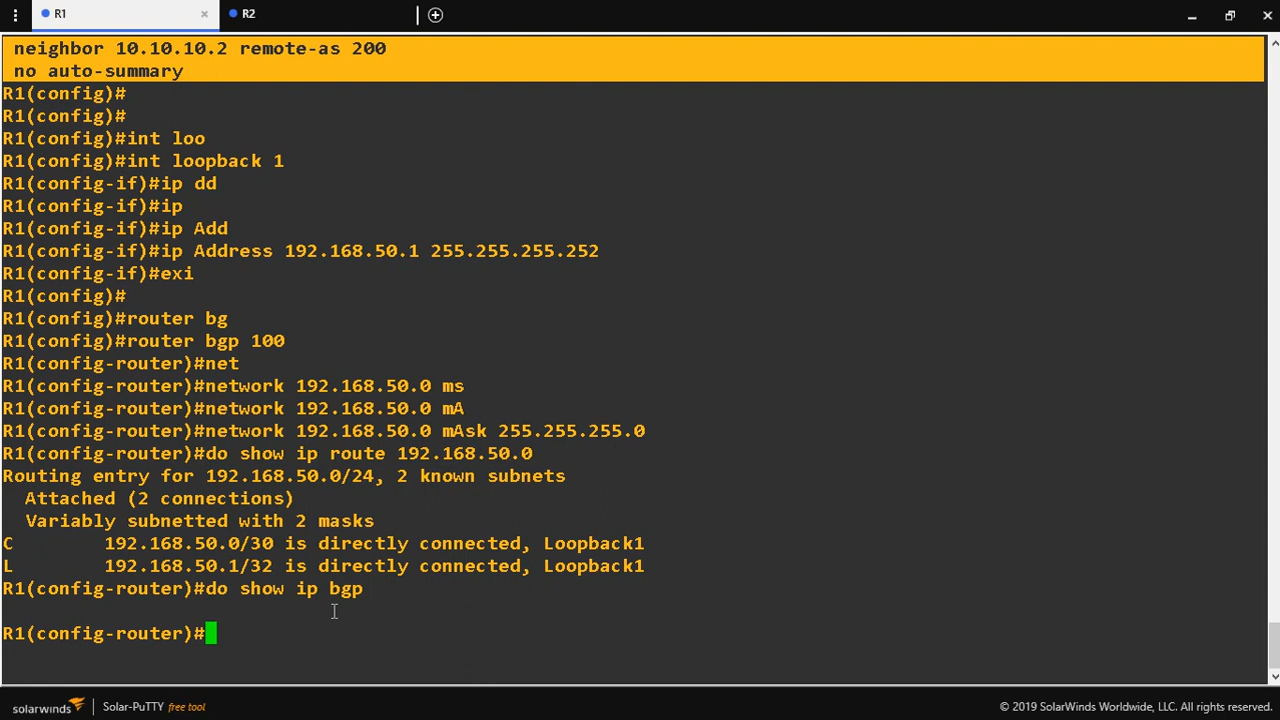 R1
R2
neighbor 10.10.10.2 remote-as 200
no auto-summary
R1(config)#
R1(config)#
R1(config)#int loo
R1(config)#int loopback 1
R1(config-if)#ip dd
R1(config-if)#ip
R1(config-if)#ip Add
R1(config-if)#ip Address 192.168.50.1 255.255.255.252
R1(config-if)#exi
R1(config)#
R1(config)#router bg
R1(config)#router bgp 100
R1(config-router)#net
R1(config-router)#network 192.168.50.0 ms
R1(config-router)#network 192.168.50.0 mA
R1(config-router)#network 192.168.50.0 mAsk 255.255.255.0
R1(config-router)#do show ip route 192.168.50.0
Routing entry for 192.168.50.0/24, 2 known subnets
Attached (2 connections)
Variably subnetted with 2 masks
C 192.168.50.0/30 is directly connected, Loopback1
L 192.168.50.1/32 is directly connected, Loopback1
R1(config-router)#do show ip bgp
R1(config-router)#
solarwinds Solar-PuTTY free tool © 2019 SolarWinds Worldwide, LLC. All rights reserved.